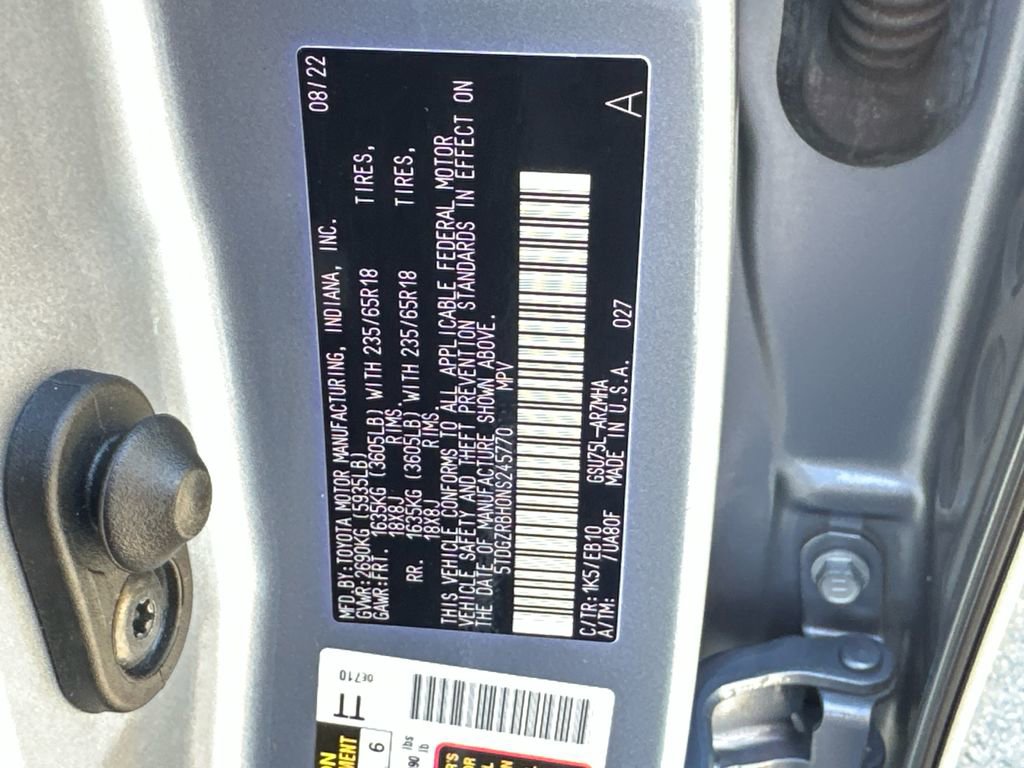 MFD.BY:TOYOTA MOTOR MANUFACTURING, INDIANA, INC. 08/22
GVWR:2690KG (5935LB)
GAWR:FRT. 1635KG (3605LB) WITH 235/65R18 TIRES,
18X8J RIMS.
RR. 1635KG (3605LB) WITH 235/65R18 TIRES,
18X8J RIMS.
THIS VEHICLE CONFORMS TO ALL APPLICABLE FEDERAL MOTOR
VEHICLE SAFETY AND THEFT PREVENTION STANDARDS IN EFFECT ON
THE DATE OF MANUFACTURE SHOWN ABOVE.
5TDGZRBH0NS245770 MPV
C/TR:1K5/EB10 GSU75L-ARZMHA 027
A/TM: /UA80F MADE IN U.S.A.
A
0E710
TT
6
lbs
lb